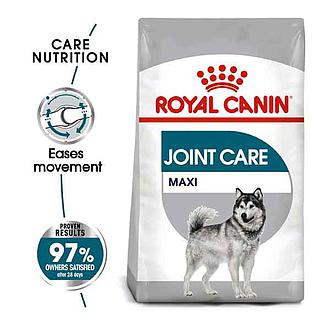 CARE
NUTRITION
Eases
movement
PROVEN
RESULTS
97%
OWNERS SATISFIED
after 28 days
ROYAL CANIN
JOINT CARE
MAXI